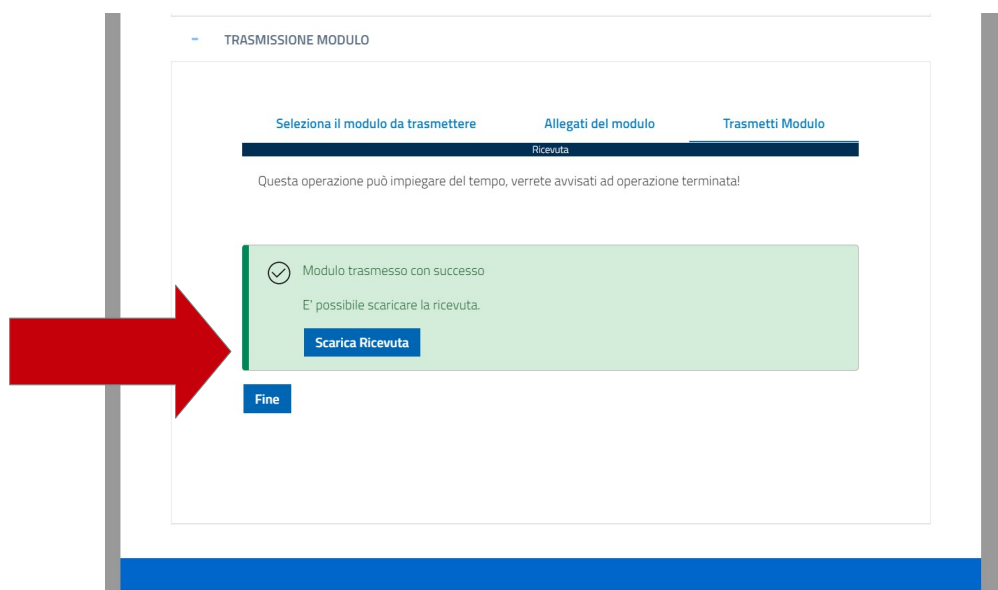 - TRASMISSIONE MODULO
Seleziona il modulo da trasmettere Allegati del modulo Trasmetti Modulo
Ricevuta
Questa operazione può impiegare del tempo, verrete avvisati ad operazione terminata!
Modulo trasmesso con successo
E' possibile scaricare la ricevuta.
Scarica Ricevuta
Fine